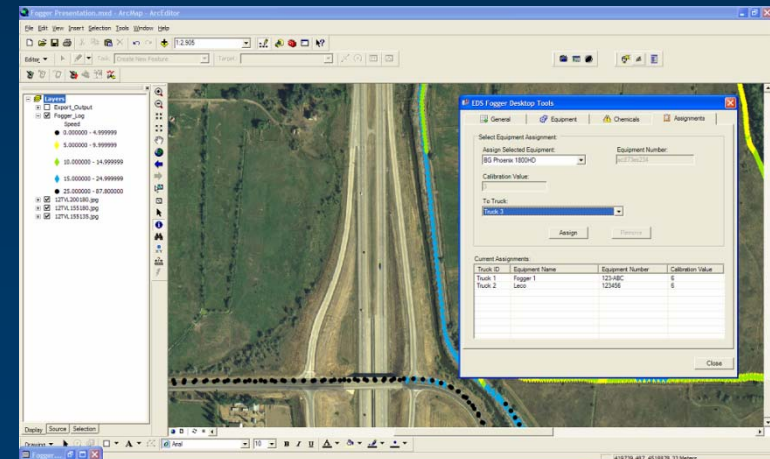 Fogger Presentation.mxd - ArcMap - ArcEditor
File Edit View Insert Selection Tools Window Help
1:2,905
Editor Task: Create New Feature Target:
Layers
Export_Output
Fogger_Log
Speed
0.000000 - 4.999999
5.000000 - 9.999999
10.000000 - 14.999999
15.000000 - 24.999999
25.000000 - 87.800000
12TVL200180.jpg
12TVL155180.jpg
12TVL155135.jpg
EDS Fogger Desktop Tools
General Equipment Chemicals Assignments
Select Equipment Assignment:
Assign Selected Equipment: Equipment Number:
BG Phoenix 1800HD
Calibration Value:
To Truck:
Truck 3
Assign Remove
Current Assignments
Truck ID Equipment Name Equipment Number Calibration Value
Truck 1 Fogger 1 123-ABC 6
Truck 2 Leco 123456 6
Close
Display Source Selection
Drawing Arial 10 B I U A
Fogger...